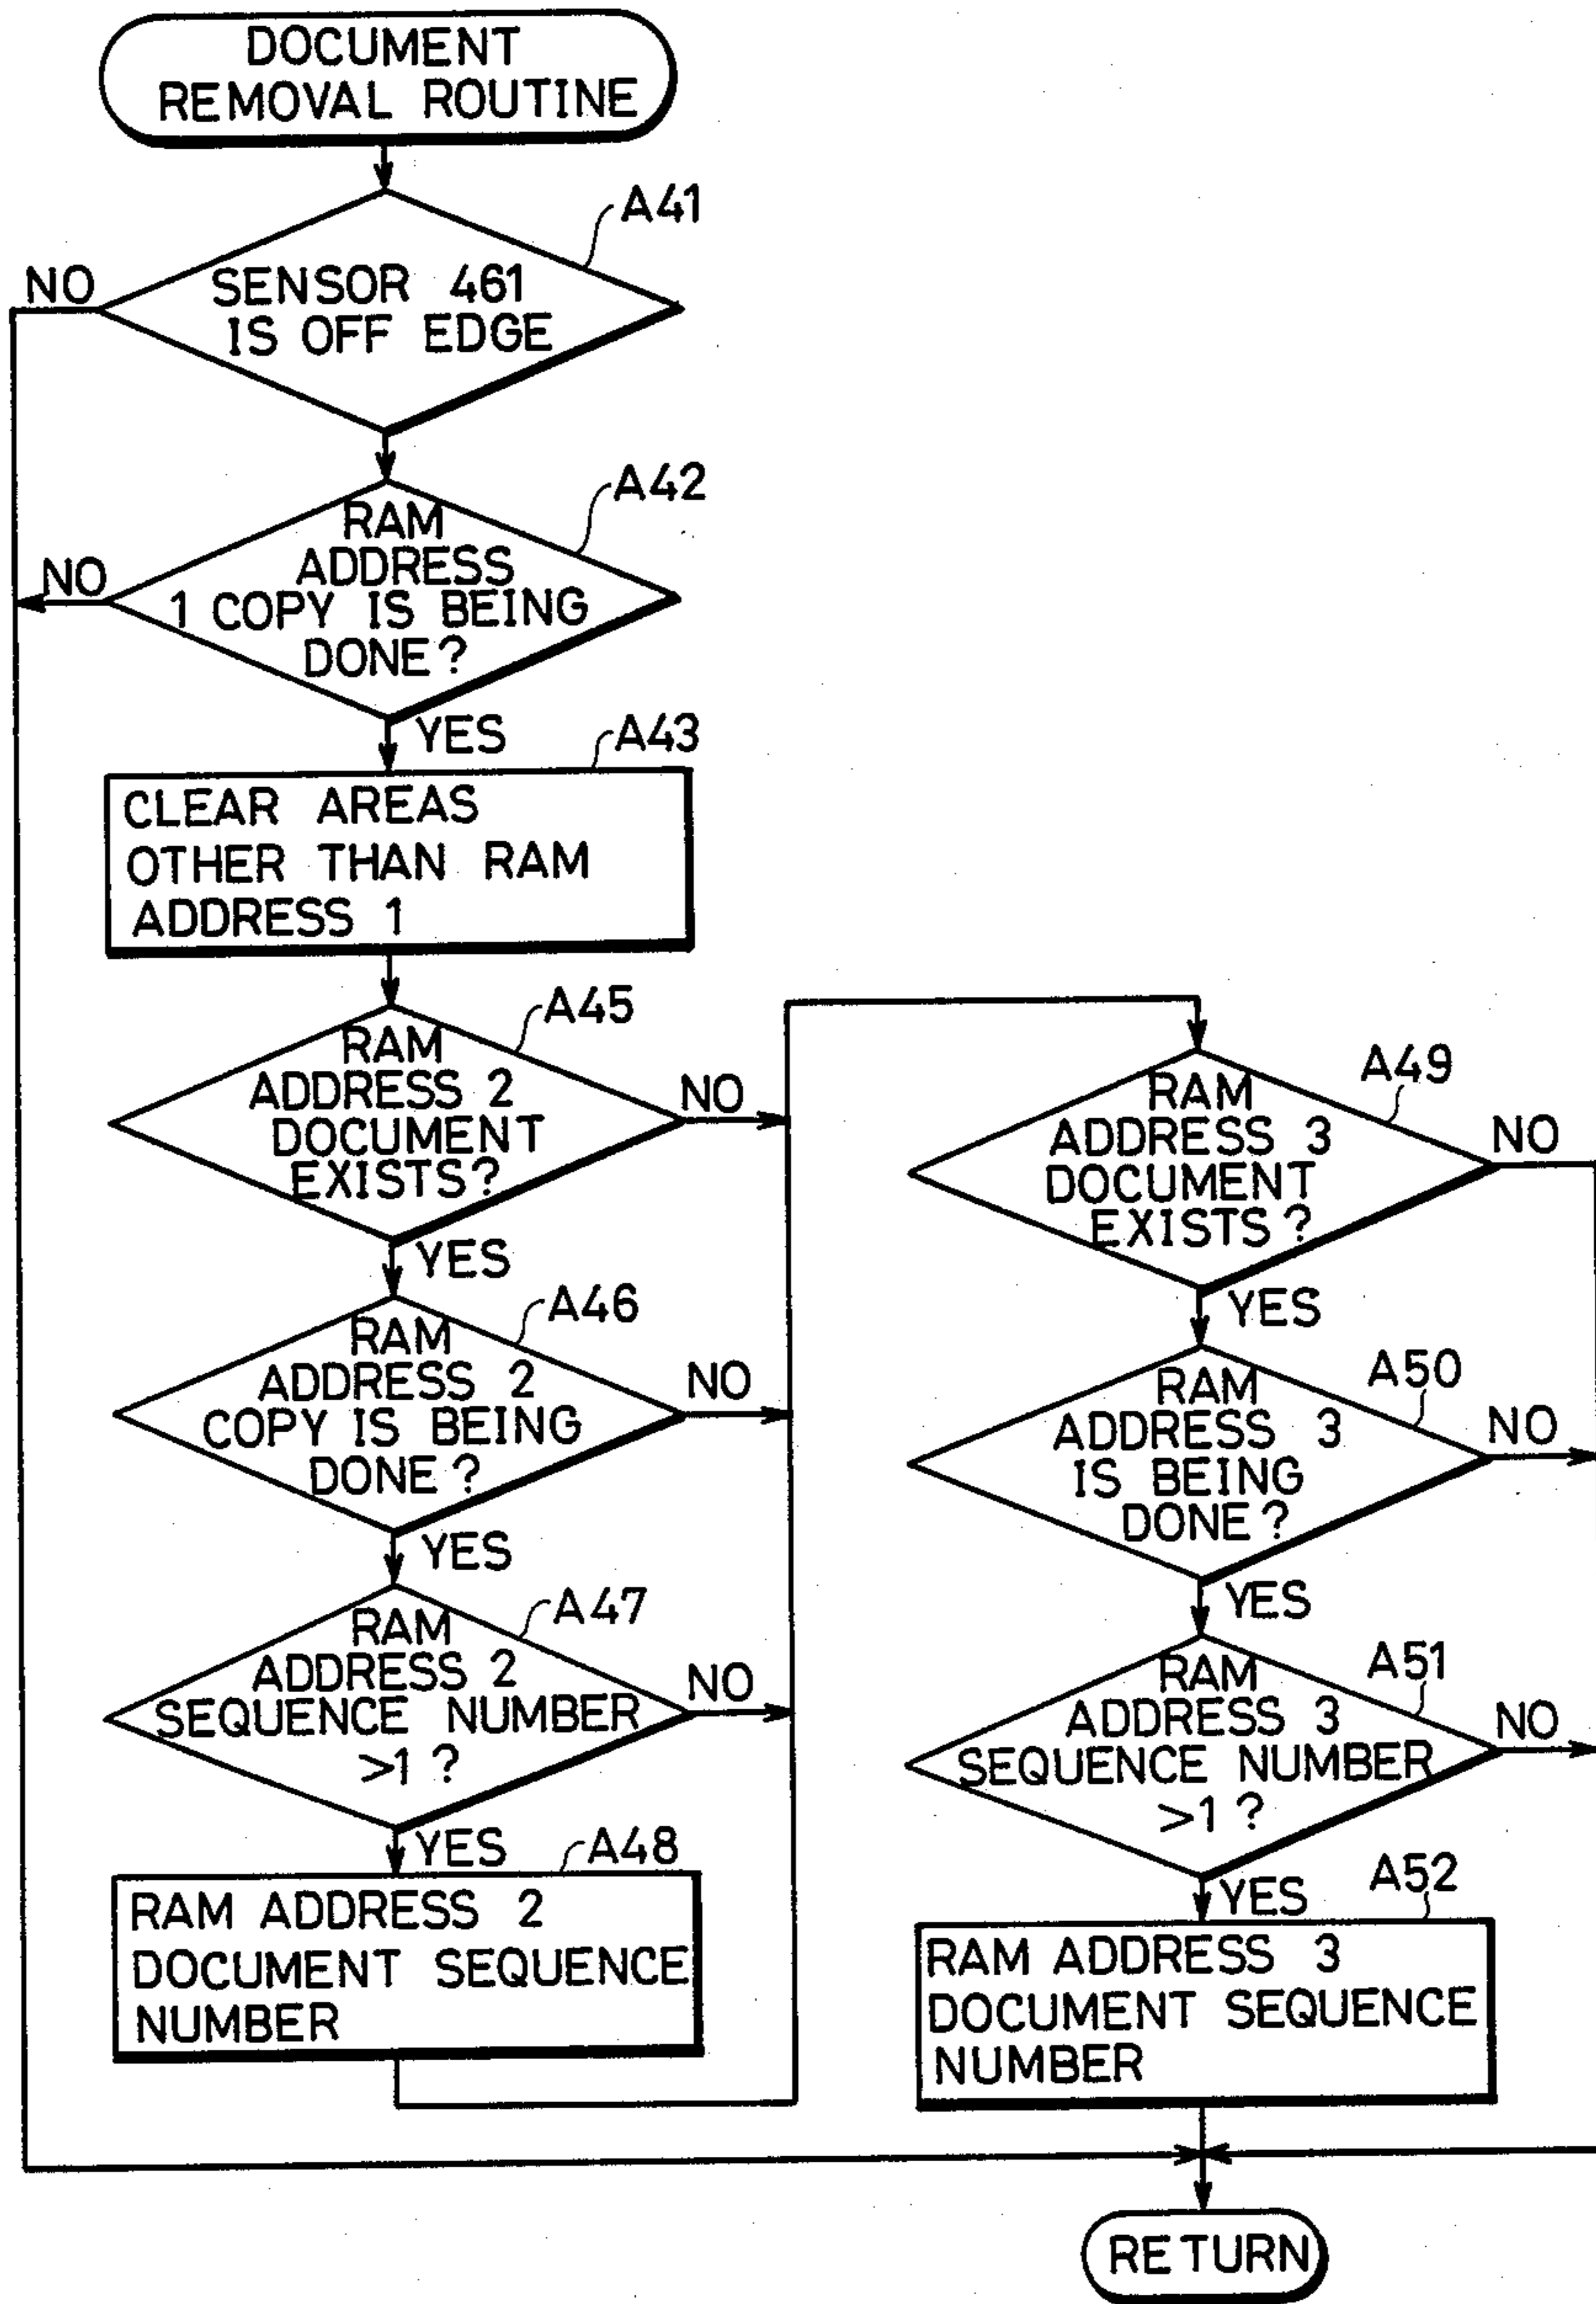 DOCUMENT
REMOVAL ROUTINE
A41
NO
SENSOR 461
IS OFF EDGE
A42
NO
RAM
ADDRESS
1 COPY IS BEING
DONE?
YES
A43
CLEAR AREAS
OTHER THAN RAM
ADDRESS 1
A45
RAM
ADDRESS 2
DOCUMENT
EXISTS?
NO
YES
A46
RAM
ADDRESS 2
COPY IS BEING
DONE?
NO
YES
A47
RAM
ADDRESS 2
SEQUENCE NUMBER
>1?
NO
YES
A48
RAM ADDRESS 2
DOCUMENT SEQUENCE
NUMBER
A49
RAM
ADDRESS 3
DOCUMENT
EXISTS?
NO
YES
A50
RAM
ADDRESS 3
IS BEING
DONE?
NO
YES
A51
RAM
ADDRESS 3
SEQUENCE NUMBER
>1?
NO
YES
A52
RAM ADDRESS 3
DOCUMENT SEQUENCE
NUMBER
RETURN